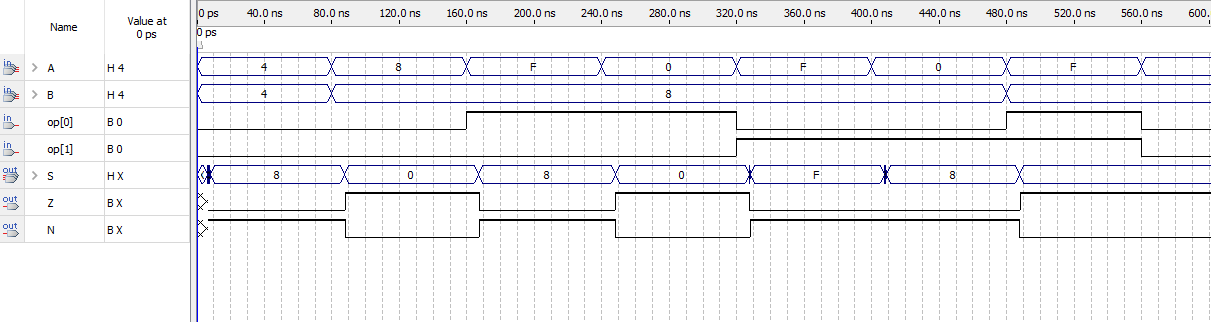 Name Value at 0 ps
0 ps 40.0 ns 80.0 ns 120.0 ns 160.0 ns 200.0 ns 240.0 ns 280.0 ns 320.0 ns 360.0 ns 400.0 ns 440.0 ns 480.0 ns 520.0 ns 560.0 ns 600.
0 ps
in A H 4 4 8 F 0 F 0 F
in B H 4 4 8
in op[0] B 0
in op[1] B 0
out S H X 8 0 8 0 F 8
out Z B X
out N B X